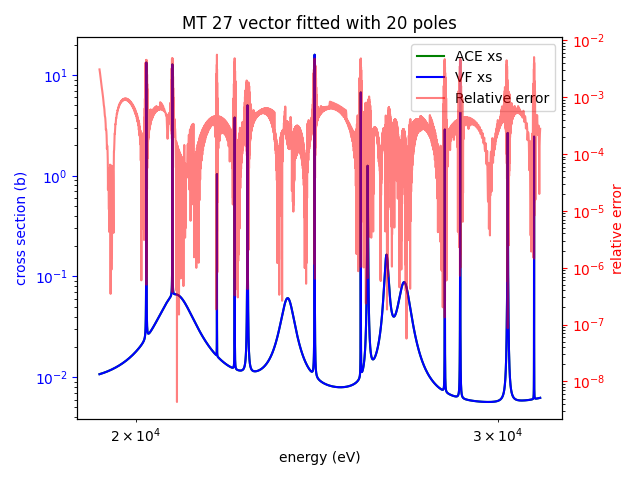 MT 27 vector fitted with 20 poles
ACE xs
VF xs
Relative error
cross section (b)
10^1
10^0
10^-1
10^-2
relative error
10^-2
10^-3
10^-4
10^-5
10^-6
10^-7
10^-8
2 × 10^4
3 × 10^4
energy (eV)